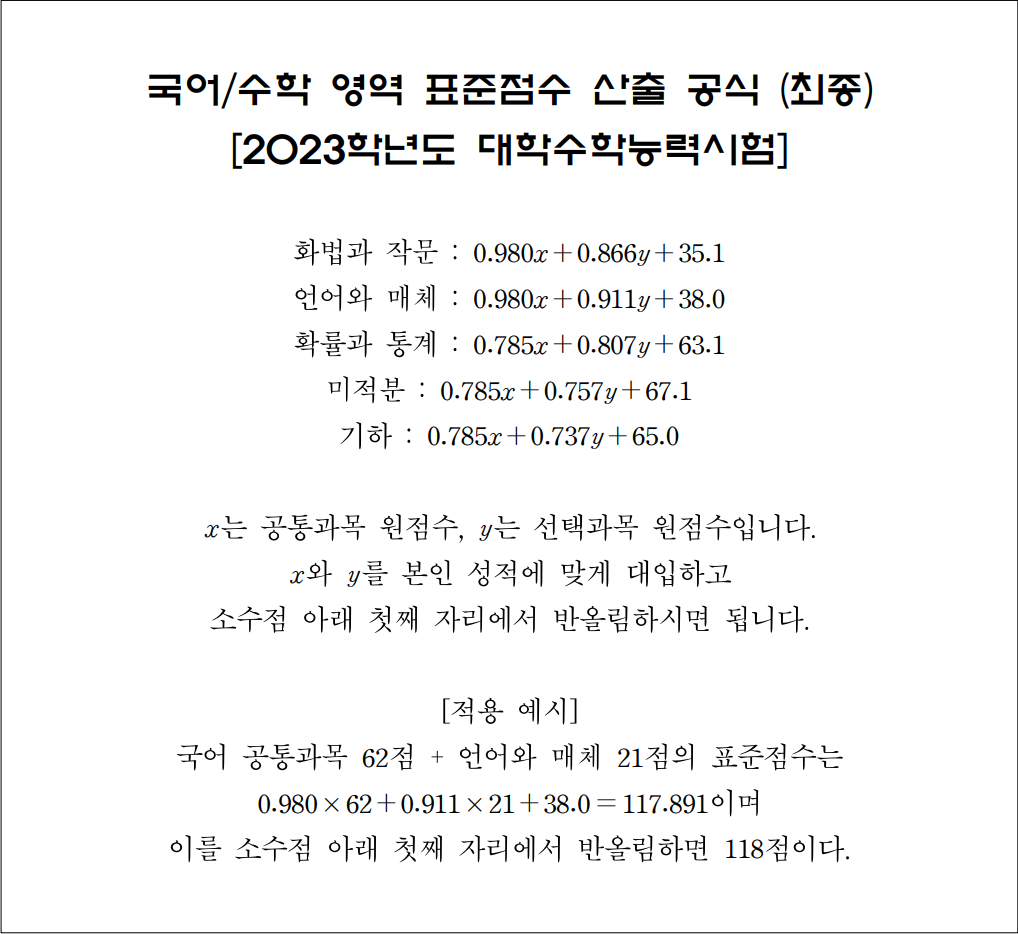 국어/수학 영역 표준점수 산출 공식 (최종)
[2023학년도 대학수학능력시험]
화법과 작문 : 0.980x+0.866y+35.1
언어와 매체 : 0.980x+0.911y+38.0
확률과 통계 : 0.785x+0.807y+63.1
미적분 : 0.785x+0.757y+67.1
기하 : 0.785x+0.737y+65.0
x는 공통과목 원점수, y는 선택과목 원점수입니다.
x와 y를 본인 성적에 맞게 대입하고
소수점 아래 첫째 자리에서 반올림하시면 됩니다.
[적용 예시]
국어 공통과목 62점 + 언어와 매체 21점의 표준점수는
0.980×62+0.911×21+38.0=117.891이며
이를 소수점 아래 첫째 자리에서 반올림하면 118점이다.